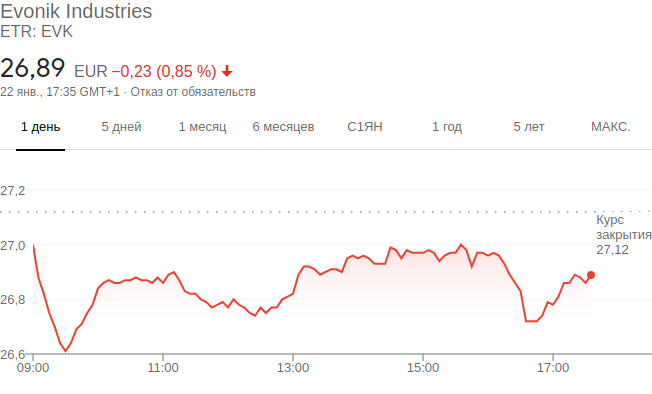 Evonik Industries
ETR: EVK
26,89 EUR −0,23 (0,85 %)
22 янв., 17:35 GMT+1 · Отказ от обязательств
1 день 5 дней 1 месяц 6 месяцев С1ЯН 1 год 5 лет МАКС.
27,2
Курс
закрытия
27,12
27,0
26,8
26,6
09:00 11:00 13:00 15:00 17:00